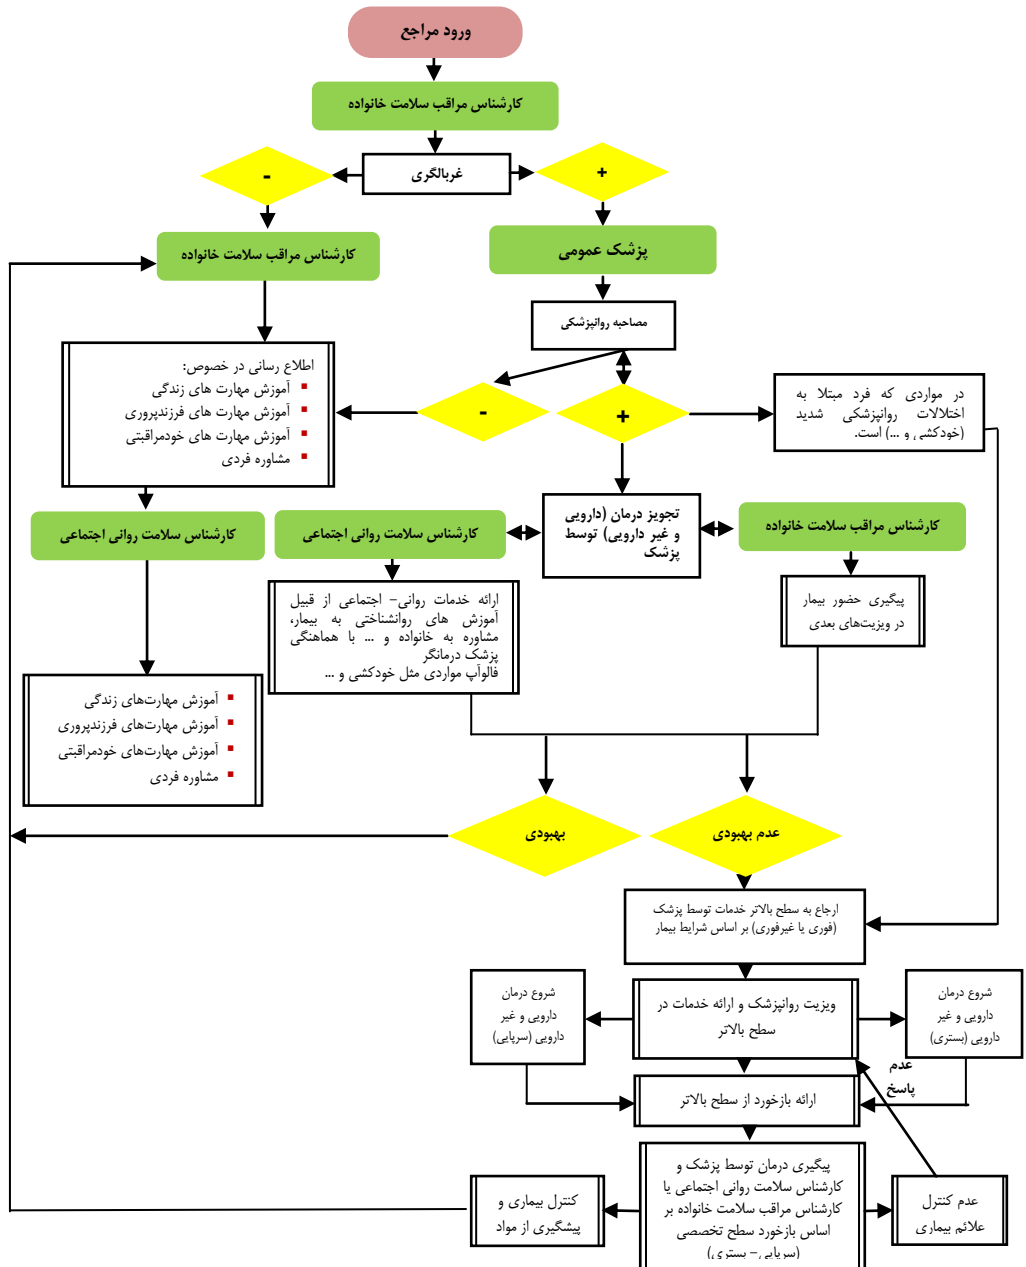 ورود مراجع
کارشناس مراقب سلامت خانواده
غربالگری
+
-
پزشک عمومی
کارشناس مراقب سلامت خانواده
مصاحبه روانپزشکی
اطلاع رسانی در خصوص:
آموزش مهارت های زندگی
آموزش مهارت های فرزندپروری
آموزش مهارت های خودمراقبتی
مشاوره فردی
-
+
در مواردی که فرد مبتلا به
اختلالات روانپزشکی شدید
(خودکشی و ...) است.
تجویز درمان (دارویی
و غیر دارویی) توسط
پزشک
کارشناس مراقب سلامت خانواده
کارشناس سلامت روانی اجتماعی
کارشناس سلامت روانی اجتماعی
پیگیری حضور بیمار
در ویزیت‌های بعدی
ارائه خدمات روانی- اجتماعی از قبیل
آموزش های روانشناختی به بیمار،
مشاوره به خانواده و ... با هماهنگی
پزشک درمانگر
فالوآپ مواردی مثل خودکشی و ...
آموزش مهارت‌های زندگی
آموزش مهارت‌های فرزندپروری
آموزش مهارت‌های خودمراقبتی
مشاوره فردی
عدم بهبودی
بهبودی
ارجاع به سطح بالاتر خدمات توسط پزشک
(فوری یا غیرفوری) بر اساس شرایط بیمار
شروع درمان
دارویی و غیر
دارویی (بستری)
ویزیت روانپزشک و ارائه خدمات در
سطح بالاتر
شروع درمان
دارویی و غیر
دارویی (سرپایی)
عدم
پاسخ
ارائه بازخورد از سطح بالاتر
پیگیری درمان توسط پزشک و
کارشناس سلامت روانی اجتماعی یا
کارشناس مراقب سلامت خانواده بر
اساس بازخورد سطح تخصصی
(سرپایی- بستری)
عدم کنترل
علائم بیماری
کنترل بیماری و
پیشگیری از مواد